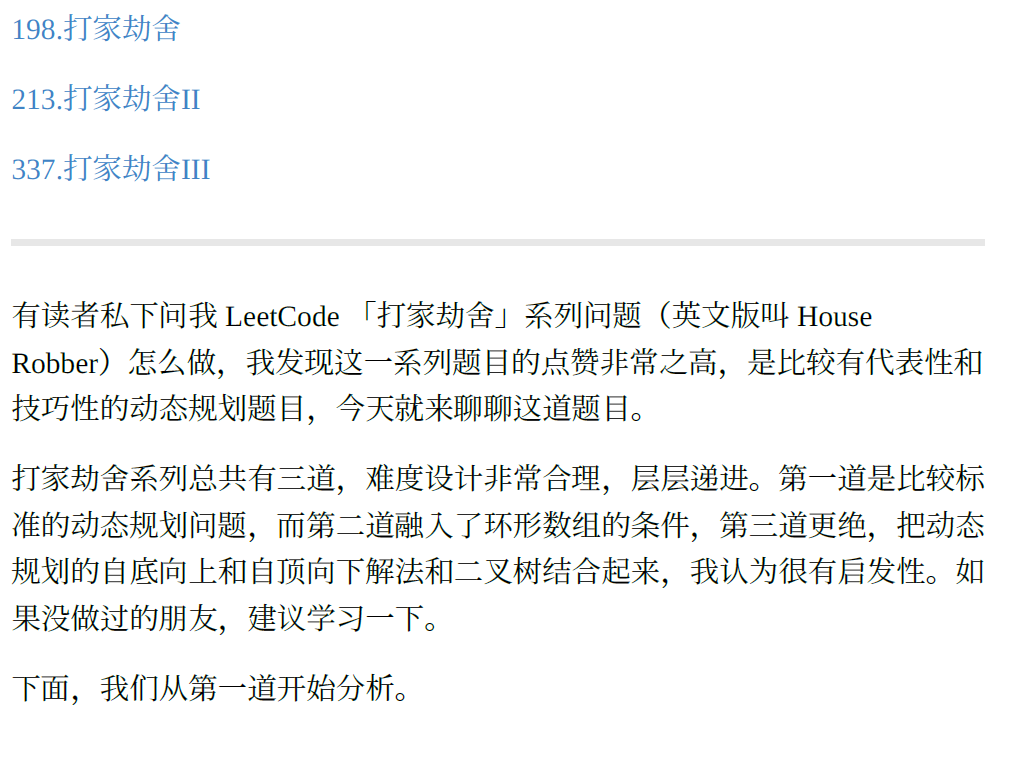 198.打家劫舍
213.打家劫舍II
337.打家劫舍III
有读者私下问我 LeetCode 「打家劫舍」系列问题（英文版叫 House
Robber）怎么做，我发现这一系列题目的点赞非常之高，是比较有代表性和
技巧性的动态规划题目，今天就来聊聊这道题目。
打家劫舍系列总共有三道，难度设计非常合理，层层递进。第一道是比较标
准的动态规划问题，而第二道融入了环形数组的条件，第三道更绝，把动态
规划的自底向上和自顶向下解法和二叉树结合起来，我认为很有启发性。如
果没做过的朋友，建议学习一下。
下面，我们从第一道开始分析。